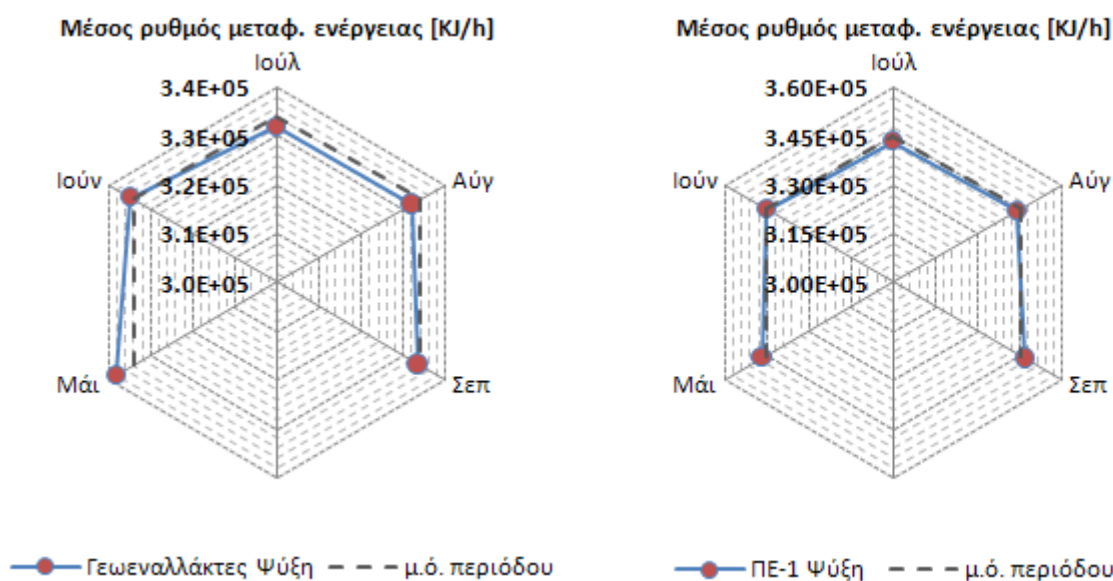 Μέσος ρυθμός μεταφ. ενέργειας [KJ/h]
Ιούλ
3.4E+05
3.3E+05
Ιούν
Αύγ
3.2E+05
3.1E+05
3.0E+05
Μάι
Σεπ
Γεωεναλλάκτες Ψύξη
μ.ό. περιόδου
Μέσος ρυθμός μεταφ. ενέργειας [KJ/h]
Ιούλ
3.60E+05
3.45E+05
Ιούν
Αύγ
3.30E+05
3.15E+05
3.00E+05
Μάι
Σεπ
ΠΕ-1 Ψύξη
μ.ό. περιόδου